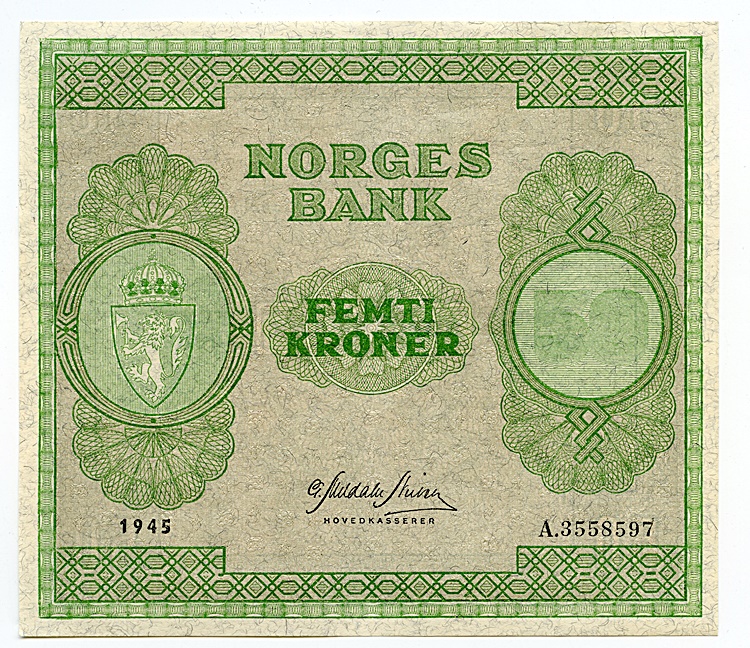 NORGES
BANK
FEMTI
KRONER
HOVEDKASSERER
1945
A.3558597